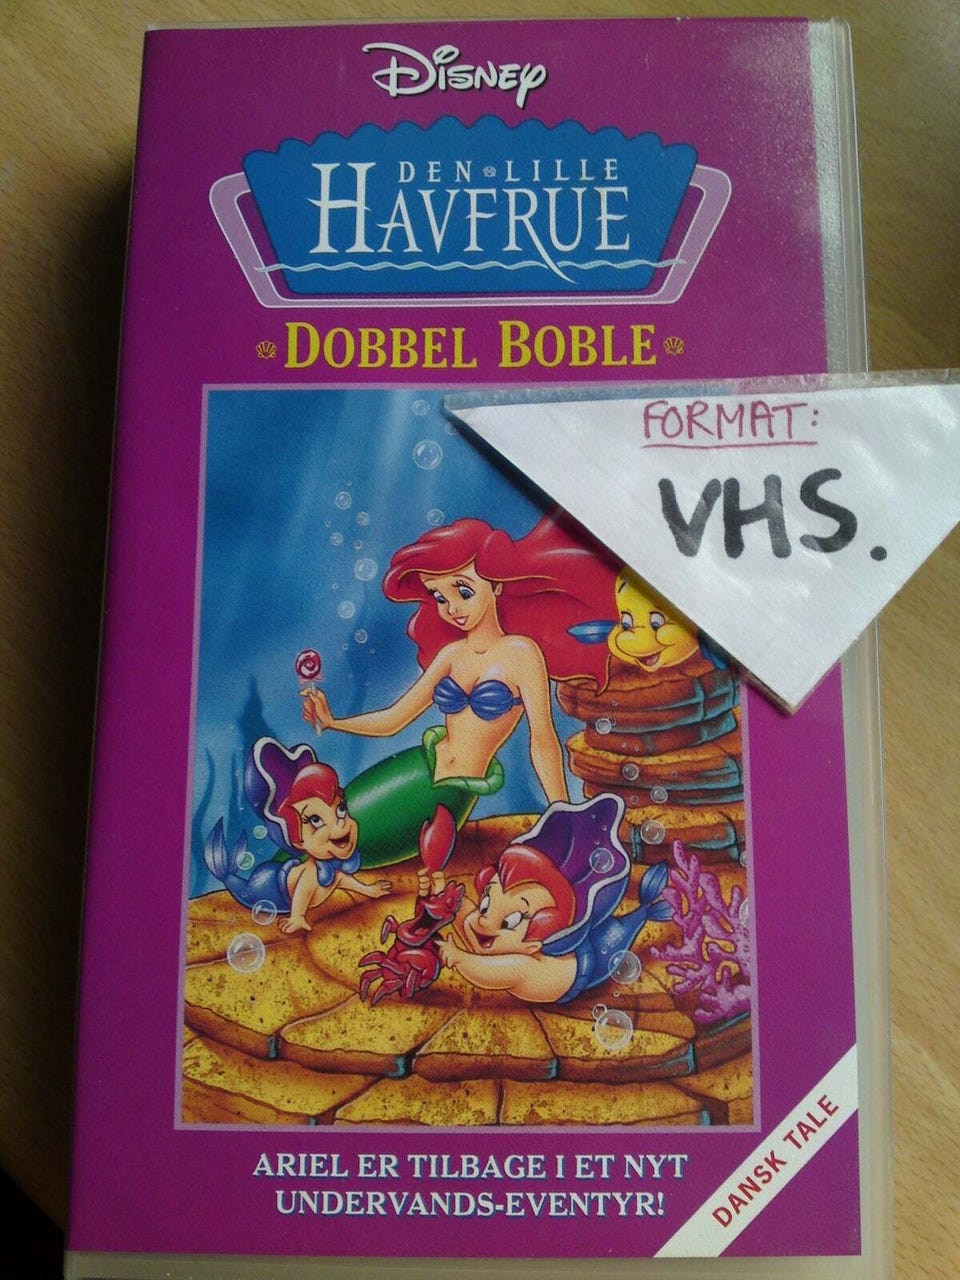 Disney
DEN LILLE
HAVFRUE
DOBBEL BOBLE
FORMAT:
VHS.
ARIEL ER TILBAGE I ET NYT
UNDERVANDS-EVENTYR!
DANSK TALE